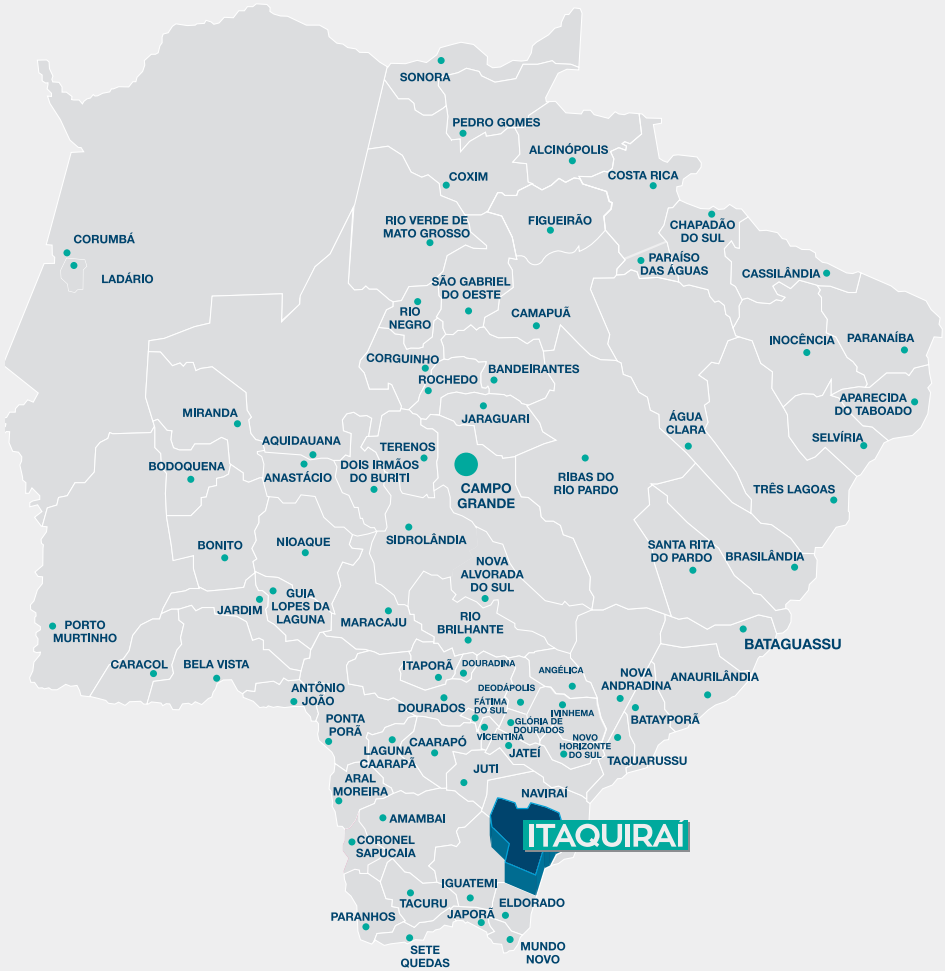 SONORA
PEDRO GOMES
ALCINÓPOLIS
COXIM
COSTA RICA
RIO VERDE DE
MATO GROSSO
FIGUEIRÃO
CHAPADÃO
DO SUL
CORUMBÁ
LADÁRIO
PARAÍSO
DAS ÁGUAS
CASSILÂNDIA
SÃO GABRIEL
DO OESTE
RIO
NEGRO
CAMAPUÃ
INOCÊNCIA
PARANAÍBA
CORGUINHO
ROCHEDO
BANDEIRANTES
APARECIDA
DO TABOADO
MIRANDA
JARAGUARI
ÁGUA
CLARA
SELVÍRIA
AQUIDAUANA
TERENOS
BODOQUENA
ANASTÁCIO
DOIS IRMÃOS
DO BURITI
CAMPO
GRANDE
RIBAS DO
RIO PARDO
TRÊS LAGOAS
BONITO
NIOAQUE
SIDROLÂNDIA
SANTA RITA
DO PARDO
BRASILÂNDIA
NOVA
ALVORADA
DO SUL
JARDIM
GUIA
LOPES DA
LAGUNA
MARACAJU
RIO
BRILHANTE
PORTO
MURTINHO
BATAGUASSU
CARACOL
BELA VISTA
ITAPORÃ
DOURADINA
ANGÉLICA
NOVA
ANDRADINA
ANAURILÂNDIA
ANTÔNIO
JOÃO
DOURADOS
DEODÁPOLIS
FÁTIMA
DO SUL
IVINHEMA
BATAYPORÃ
GLÓRIA DE
DOURADOS
VICENTINA
PONTA
PORÃ
LAGUNA
CAARAPÃ
CAARAPÓ
JATEÍ
NOVO
HORIZONTE
DO SUL
TAQUARUSSU
JUTI
ARAL
MOREIRA
NAVIRAÍ
AMAMBAI
ITAQUIRAÍ
CORONEL
SAPUCAIA
IGUATEMI
TACURU
ELDORADO
PARANHOS
JAPORÃ
SETE
QUEDAS
MUNDO
NOVO